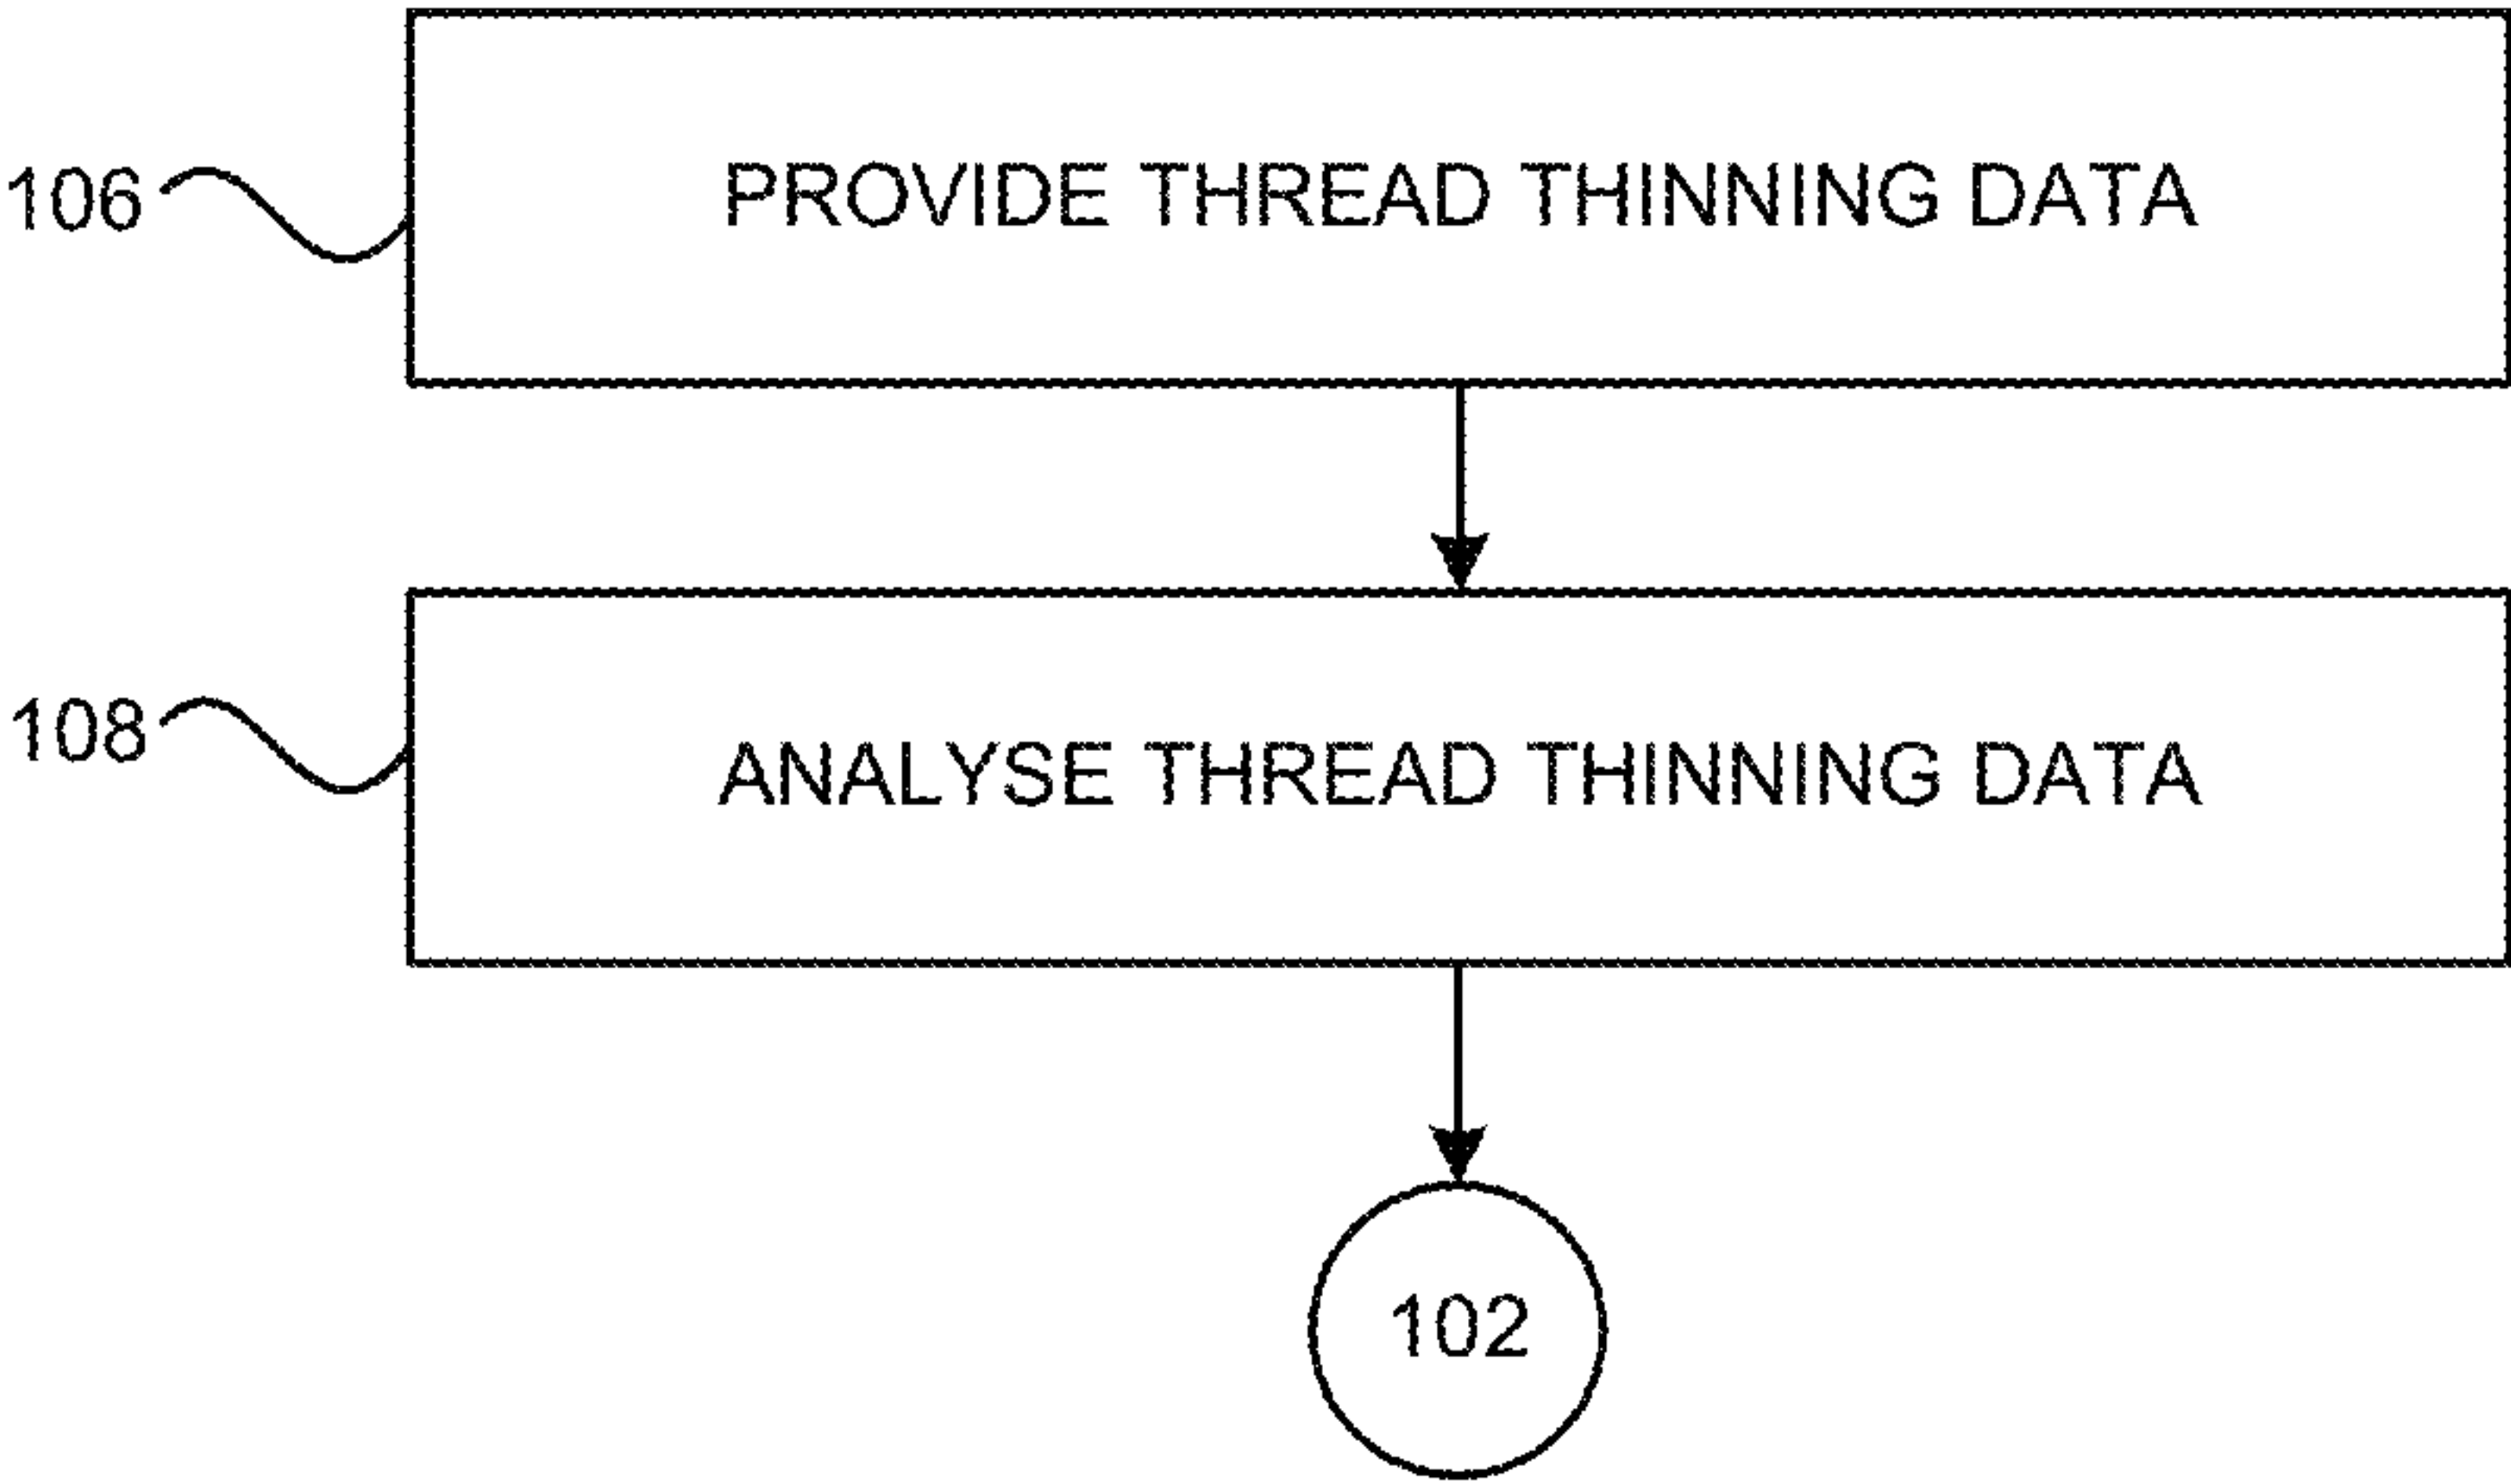 106
PROVIDE THREAD THINNING DATA
108
ANALYSE THREAD THINNING DATA
102